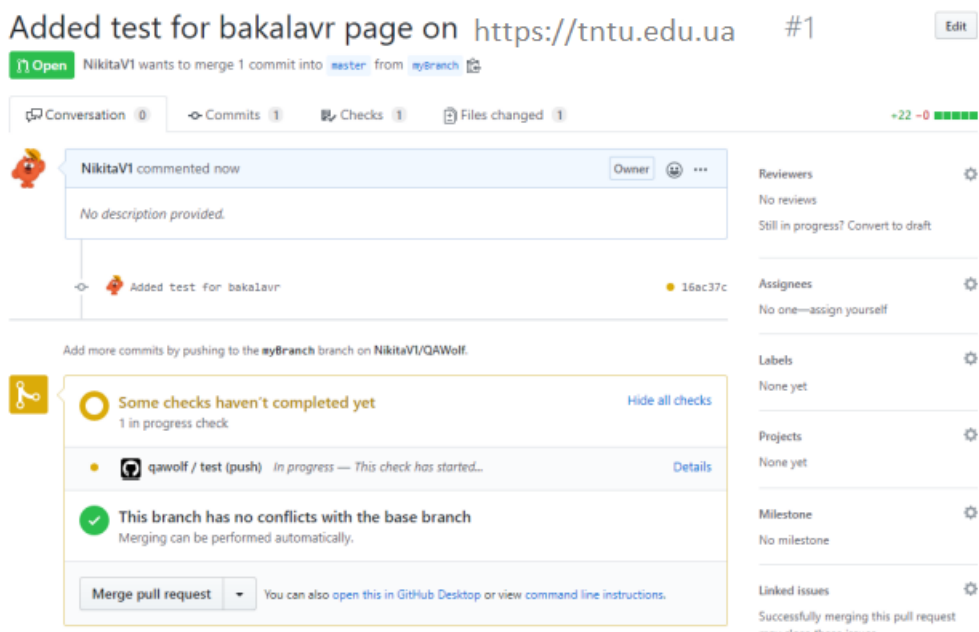 Added test for bakalavr page on https://tntu.edu.ua #1
Edit
Open NikitaV1 wants to merge 1 commit into master from myBranch
Conversation 0 Commits 1 Checks 1 Files changed 1 +22 −0
NikitaV1 commented now Owner
No description provided.
Added test for bakalavr 16ac37c
Add more commits by pushing to the myBranch branch on NikitaV1/QAWolf.
Some checks haven't completed yet Hide all checks
1 in progress check
qawolf / test (push) In progress — This check has started... Details
This branch has no conflicts with the base branch
Merging can be performed automatically.
Merge pull request You can also open this in GitHub Desktop or view command line instructions.
Reviewers
No reviews
Still in progress? Convert to draft
Assignees
No one—assign yourself
Labels
None yet
Projects
None yet
Milestone
No milestone
Linked issues
Successfully merging this pull request